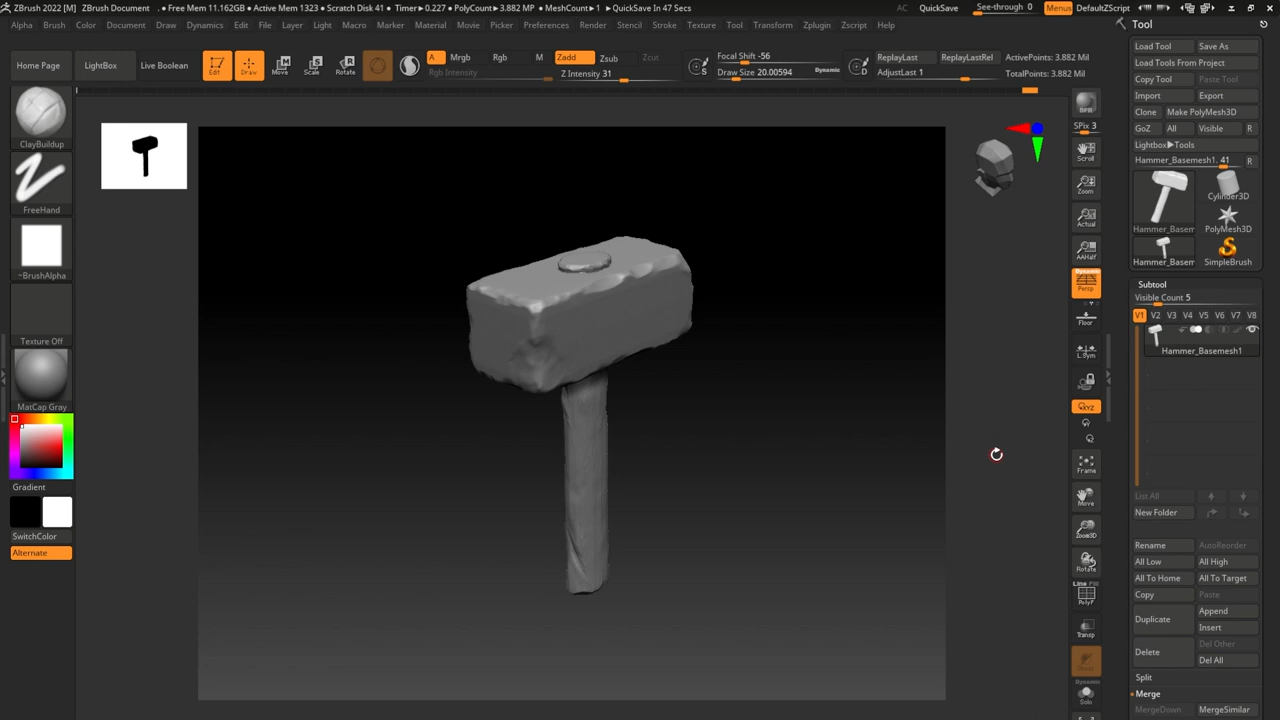 ZBrush 2022 [M] ZBrush Document , • Free Mem 11.162GB • Active Mem 1323 • Scratch Disk 41 • Timer▸0.227 • PolyCount▸3.882 MP • MeshCount▸1 • QuickSave In 47 Secs AC QuickSave See-through 0 Menus DefaultZScript
Alpha Brush Color Document Draw Dynamics Edit File Layer Light Macro Marker Material Movie Picker Preferences Render Stencil Stroke Texture Tool Transform Zplugin Zscript Help
Tool
Home Page LightBox Live Boolean Edit Draw Move Scale Rotate
A Mrgb Rgb M Zadd Zsub Zcut
Rgb Intensity Z Intensity 31
Focal Shift -56
Draw Size 20.00594 Dynamic
S
D
ReplayLast ReplayLastRel ActivePoints: 3.882 Mil
AdjustLast 1 TotalPoints: 3.882 Mil
ClayBuildup
FreeHand
~BrushAlpha
Texture Off
MatCap Gray
Gradient
SwitchColor
Alternate
BPR
SPix 3
Scroll
Zoom
Actual
AAHalf
Dynamic
Persp
Floor
L.Sym
XYZ
Frame
Move
Zoom3D
Rotate
Line Fill
PolyF
Transp
Dynamic
Solo
Load Tool Save As
Load Tools From Project
Copy Tool Paste Tool
Import Export
Clone Make PolyMesh3D
GoZ All Visible R
Lightbox▸Tools
Hammer_Basemesh1. 41 R
Hammer_Basem Cylinder3D
PolyMesh3D
Hammer_Basem SimpleBrush
Subtool
Visible Count 5
V1 V2 V3 V4 V5 V6 V7 V8
Hammer_Basemesh1
List All
New Folder
Rename AutoReorder
All Low All High
All To Home All To Target
Copy Paste
Duplicate Append
Insert
Delete Del Other
Del All
Split
Merge
MergeDown MergeSimilar